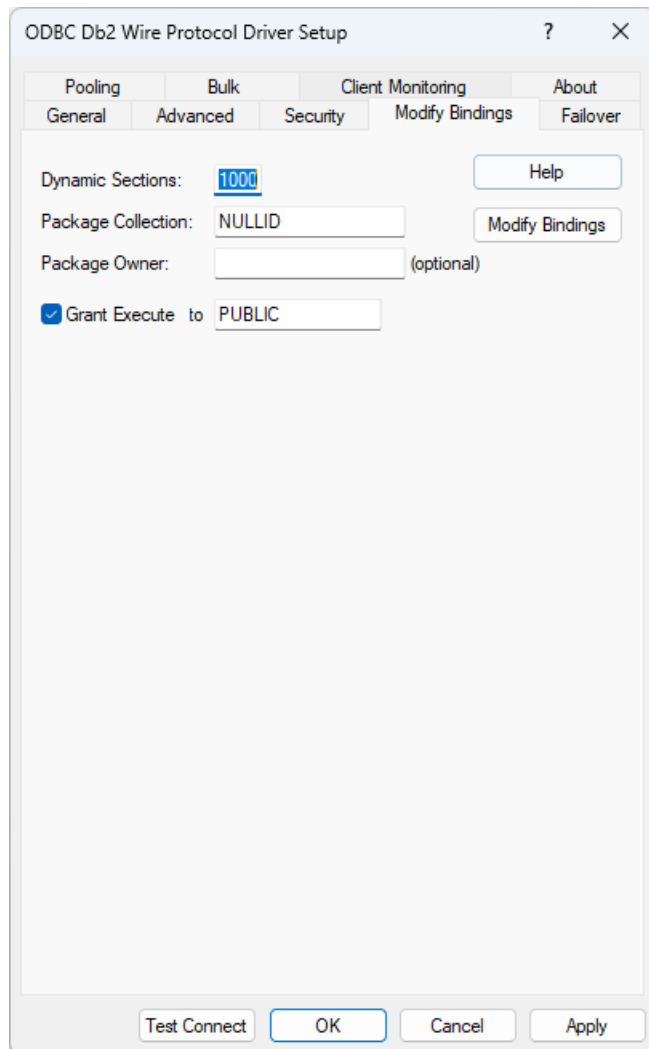 ODBC Db2 Wire Protocol Driver Setup ?
Pooling Bulk Client Monitoring About
General Advanced Security Modify Bindings Failover
Dynamic Sections: 1000 Help
Package Collection: NULLID Modify Bindings
Package Owner: (optional)
Grant Execute to PUBLIC
Test Connect OK Cancel Apply